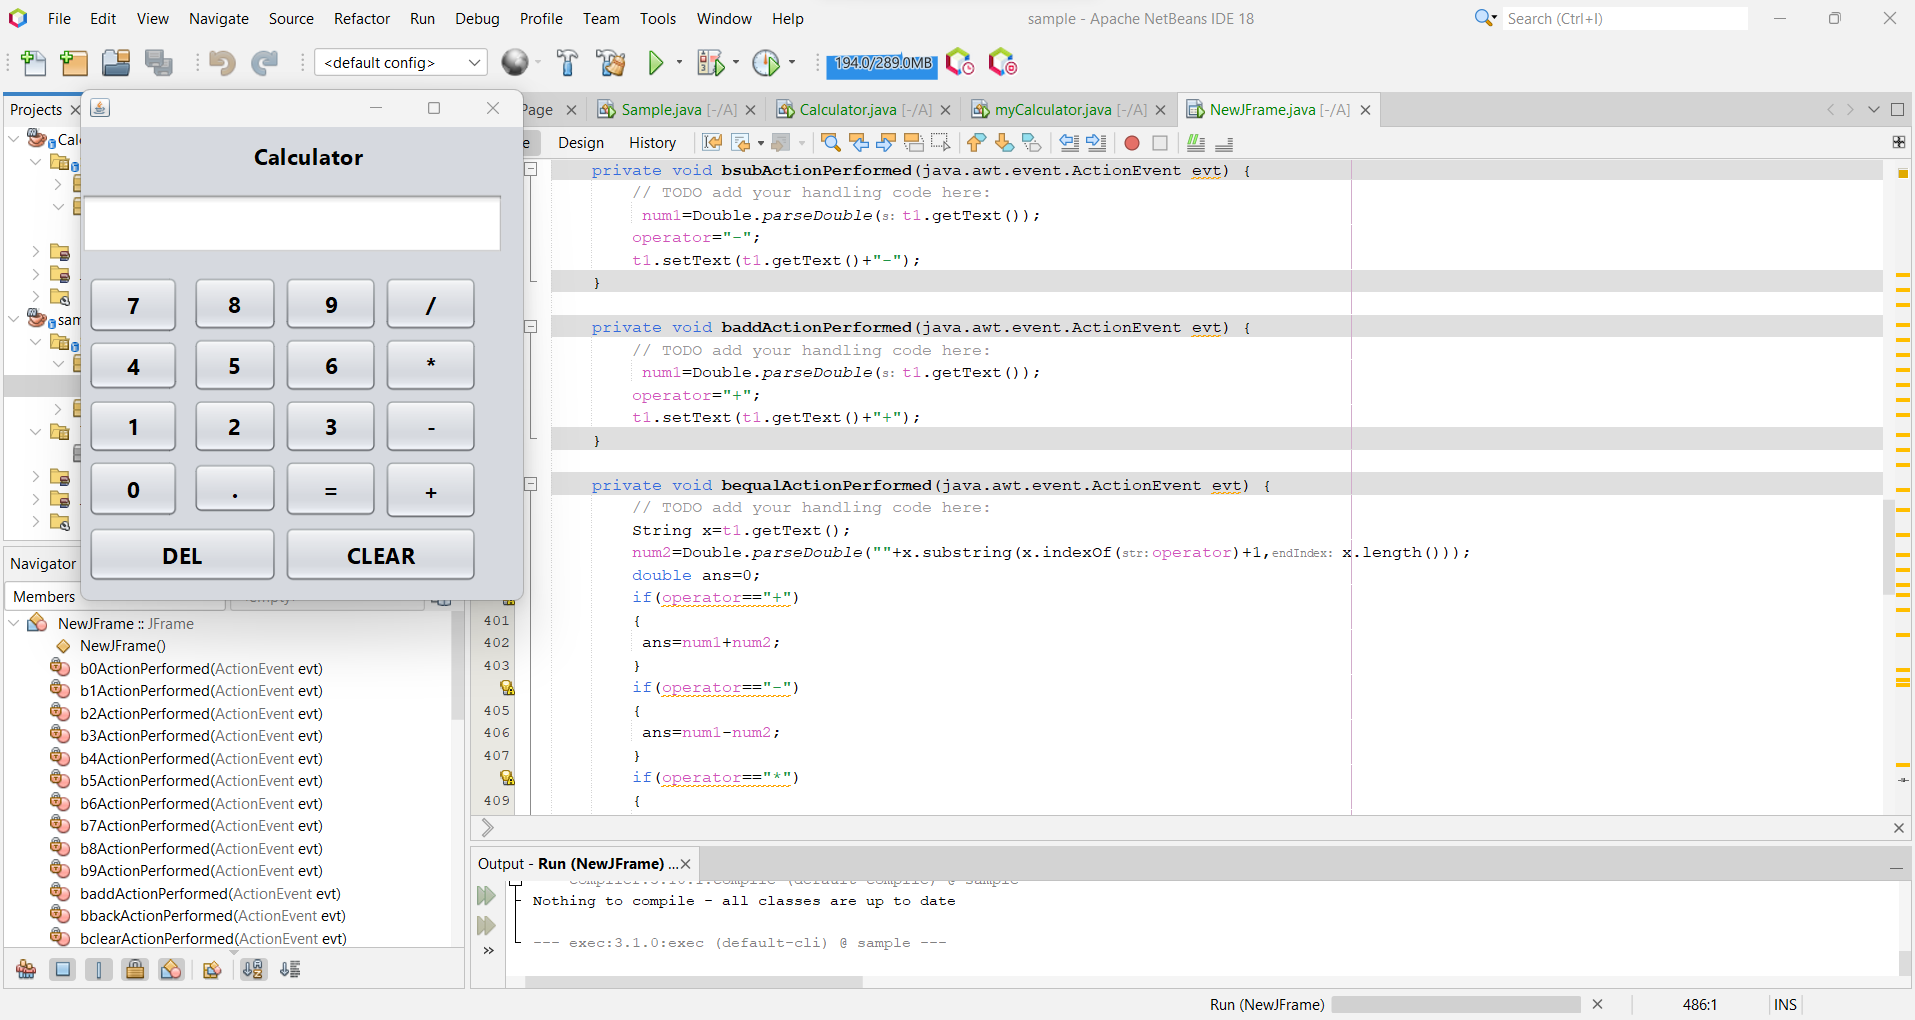 File Edit View Navigate Source Refactor Run Debug Profile Team Tools Window Help
sample - Apache NetBeans IDE 18
Search (Ctrl+I)
<default config>
194.0/289.0MB
Projects
Page
Sample.java [-/A]
Calculator.java [-/A]
myCalculator.java [-/A]
NewJFrame.java [-/A]
Design History
Calculator
7 8 9 /
4 5 6 *
1 2 3 -
0 . = +
DEL CLEAR
private void bsubActionPerformed(java.awt.event.ActionEvent evt) {
// TODO add your handling code here:
num1=Double.parseDouble(s: t1.getText());
operator="-";
t1.setText(t1.getText()+"-");
}
private void baddActionPerformed(java.awt.event.ActionEvent evt) {
// TODO add your handling code here:
num1=Double.parseDouble(s: t1.getText());
operator="+";
t1.setText(t1.getText()+"+");
}
private void bequalActionPerformed(java.awt.event.ActionEvent evt) {
// TODO add your handling code here:
String x=t1.getText();
num2=Double.parseDouble(""+x.substring(x.indexOf(str: operator)+1, endIndex: x.length()));
double ans=0;
if(operator=="+")
401 {
402 ans=num1+num2;
403 }
if(operator=="-")
405 {
406 ans=num1-num2;
407 }
if(operator=="*")
409 {
Navigator
Members
NewJFrame :: JFrame
NewJFrame()
b0ActionPerformed(ActionEvent evt)
b1ActionPerformed(ActionEvent evt)
b2ActionPerformed(ActionEvent evt)
b3ActionPerformed(ActionEvent evt)
b4ActionPerformed(ActionEvent evt)
b5ActionPerformed(ActionEvent evt)
b6ActionPerformed(ActionEvent evt)
b7ActionPerformed(ActionEvent evt)
b8ActionPerformed(ActionEvent evt)
b9ActionPerformed(ActionEvent evt)
baddActionPerformed(ActionEvent evt)
bbackActionPerformed(ActionEvent evt)
bclearActionPerformed(ActionEvent evt)
Output - Run (NewJFrame) ...
Nothing to compile - all classes are up to date
--- exec:3.1.0:exec (default-cli) @ sample ---
Run (NewJFrame)
486:1
INS